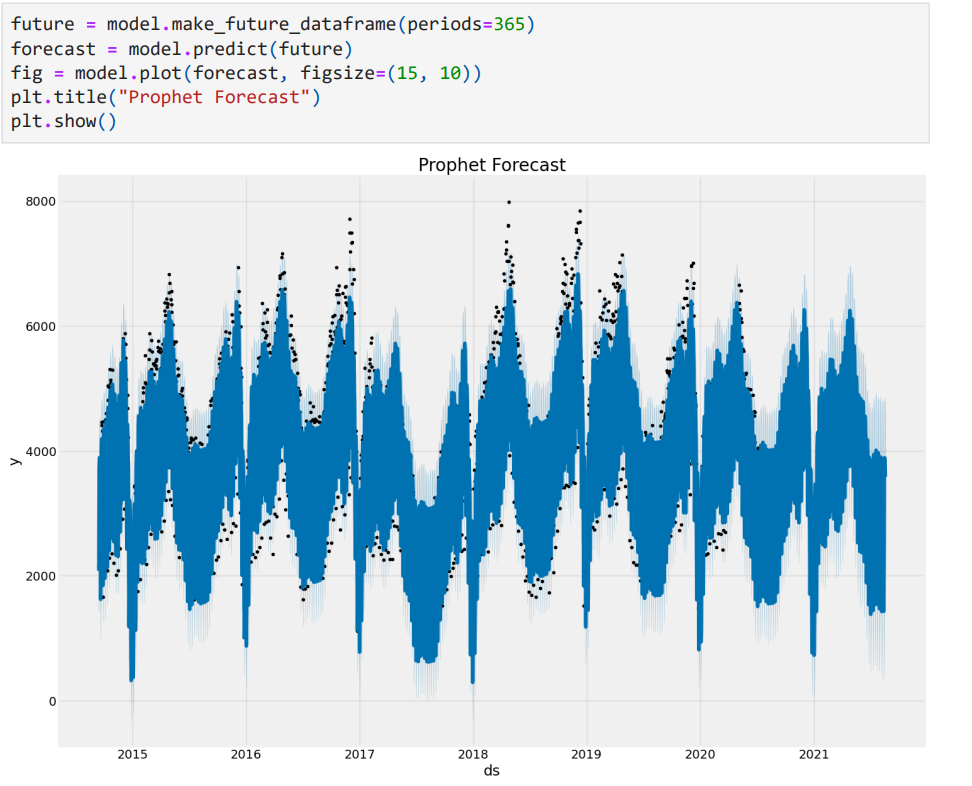 future = model.make_future_dataframe(periods=365)
forecast = model.predict(future)
fig = model.plot(forecast, figsize=(15, 10))
plt.title("Prophet Forecast")
plt.show()
Prophet Forecast
8000
6000
4000
y
2000
0
2015 2016 2017 2018 2019 2020 2021
ds